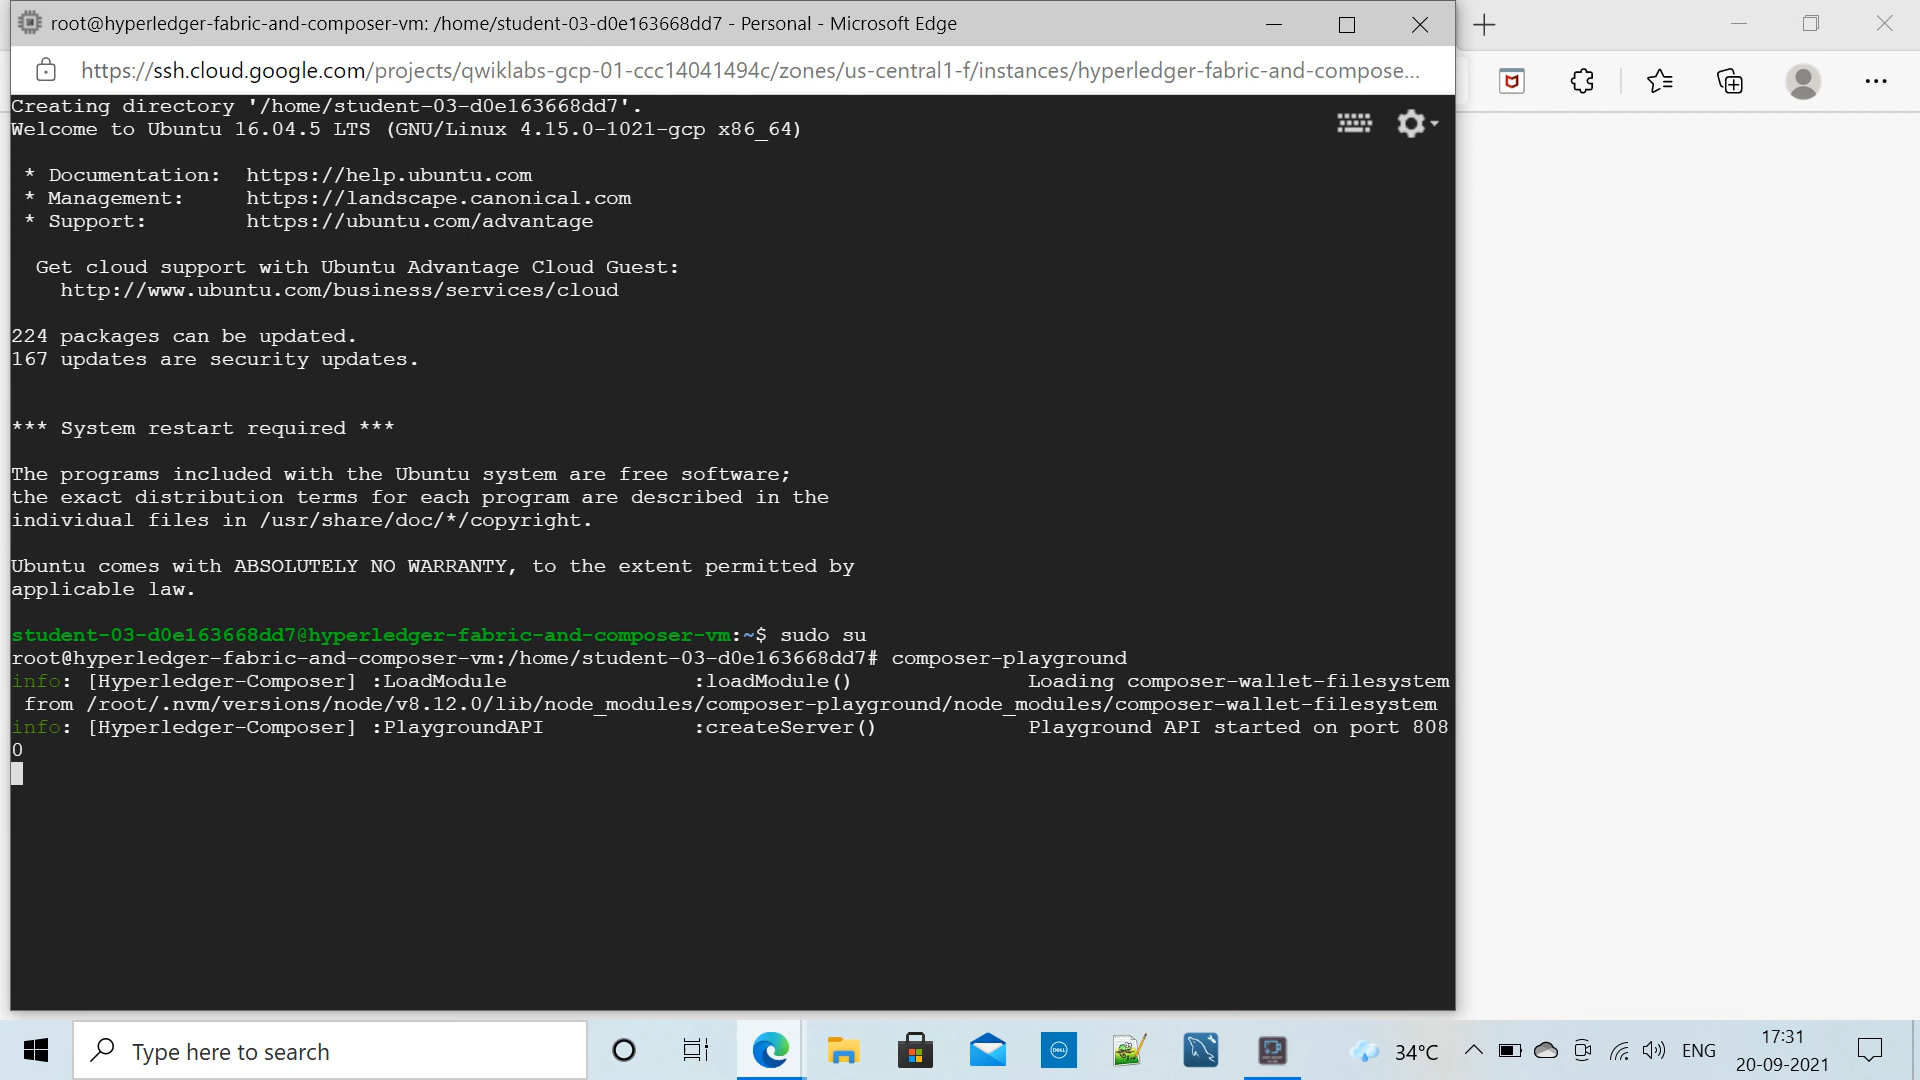 root@hyperledger-fabric-and-composer-vm: /home/student-03-d0e163668dd7 - Personal - Microsoft Edge
https://ssh.cloud.google.com/projects/qwiklabs-gcp-01-ccc14041494c/zones/us-central1-f/instances/hyperledger-fabric-and-compose...
Creating directory '/home/student-03-d0e163668dd7'.
Welcome to Ubuntu 16.04.5 LTS (GNU/Linux 4.15.0-1021-gcp x86_64)
* Documentation: https://help.ubuntu.com
* Management: https://landscape.canonical.com
* Support: https://ubuntu.com/advantage
Get cloud support with Ubuntu Advantage Cloud Guest:
http://www.ubuntu.com/business/services/cloud
224 packages can be updated.
167 updates are security updates.
*** System restart required ***
The programs included with the Ubuntu system are free software;
the exact distribution terms for each program are described in the
individual files in /usr/share/doc/*/copyright.
Ubuntu comes with ABSOLUTELY NO WARRANTY, to the extent permitted by
applicable law.
student-03-d0e163668dd7@hyperledger-fabric-and-composer-vm:~$ sudo su
root@hyperledger-fabric-and-composer-vm:/home/student-03-d0e163668dd7# composer-playground
info: [Hyperledger-Composer] :LoadModule :loadModule() Loading composer-wallet-filesystem
from /root/.nvm/versions/node/v8.12.0/lib/node_modules/composer-playground/node_modules/composer-wallet-filesystem
info: [Hyperledger-Composer] :PlaygroundAPI :createServer() Playground API started on port 808
0
Type here to search
DELL
34°C
ENG
17:31
20-09-2021